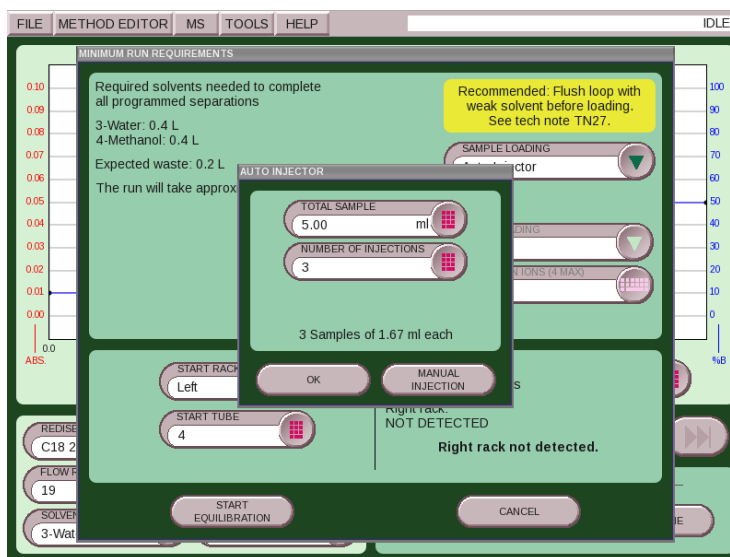 FILE METHOD EDITOR MS TOOLS HELP IDLE
MINIMUM RUN REQUIREMENTS
Required solvents needed to complete
all programmed separations
3-Water: 0.4 L
4-Methanol: 0.4 L
Expected waste: 0.2 L
The run will take
Recommended: Flush loop with
weak solvent before loading.
See tech note TN27.
SAMPLE LOADING
AUTO INJECTOR
TOTAL SAMPLE
5.00 ml
NUMBER OF INJECTIONS
3
3 Samples of 1.67 ml each
OK
MANUAL
INJECTION
(4 MAX)
START RACK
Left
START TUBE
4
Right rack:
NOT DETECTED
Right rack not detected.
START
EQUILIBRATION
CANCEL
0.10
0.09
0.08
0.07
0.06
0.05
0.04
0.03
0.02
0.01
0.00
0.0
ABS.
100
90
80
70
60
50
40
30
20
10
0
%B
C18
FLOW
19
3-Wat